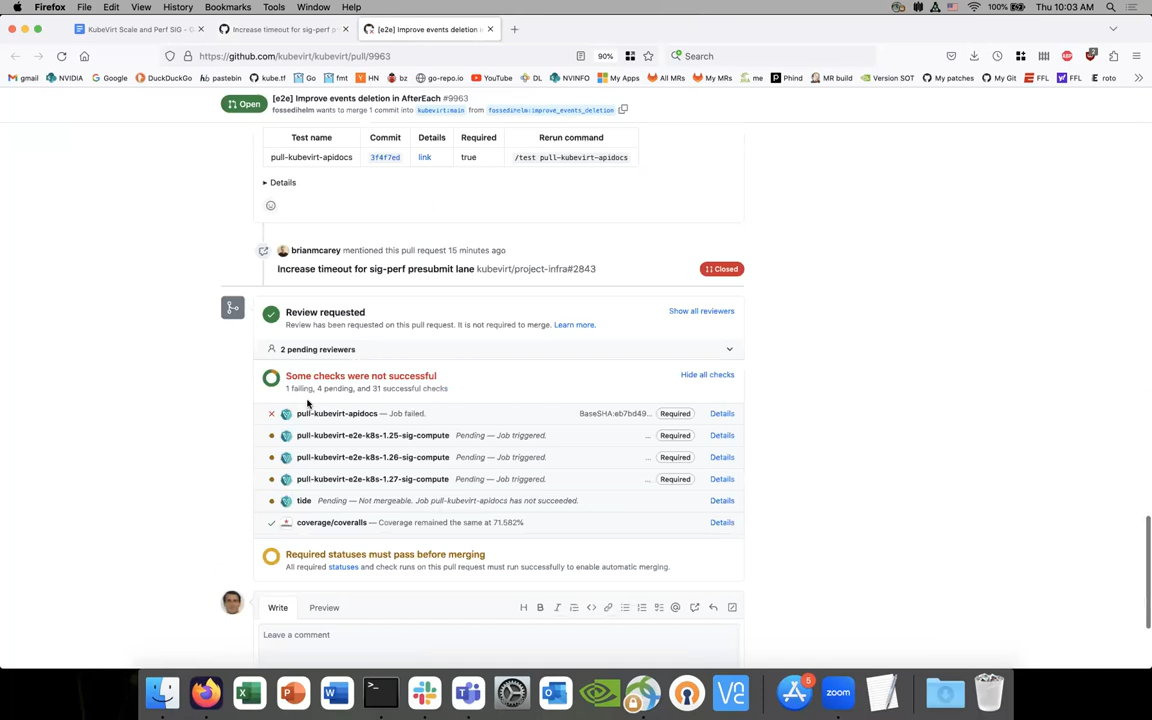 Firefox File Edit View History Bookmarks Tools Window Help 100% Thu Jan 10:03 AM
KubeVirt Scale and Perf SIG - Increase timeout for sig-perf p [e2e] Improve events deletion in
https://github.com/kubevirt/kubevirt/pull/9963 90% Search
gmail NVIDIA Google DuckDuckGo pastebin kube.tf Go fmt HN bz go-repo.io YouTube DL NVINFO My Apps All MRs My MRs me Phind MR build Version SOT My patches My Git FFL FFL roto
Open [e2e] Improve events deletion in AfterEach #9963
fossedihelm wants to merge 1 commit into kubevirt:main from fossedihelm:improve_events_deletion
Test name Commit Details Required Rerun command
pull-kubevirt-apidocs 3f4f7ed link true /test pull-kubevirt-apidocs
Details
brianmcarey mentioned this pull request 15 minutes ago
Increase timeout for sig-perf presubmit lane kubevirt/project-infra#2843 Closed
Review requested Show all reviewers
Review has been requested on this pull request. It is not required to merge. Learn more.
2 pending reviewers
Some checks were not successful Hide all checks
1 failing, 4 pending, and 31 successful checks
pull-kubevirt-apidocs — Job failed. BaseSHA:eb7bd49... Required Details
pull-kubevirt-e2e-k8s-1.25-sig-compute Pending — Job triggered. ... Required Details
pull-kubevirt-e2e-k8s-1.26-sig-compute Pending — Job triggered. ... Required Details
pull-kubevirt-e2e-k8s-1.27-sig-compute Pending — Job triggered. ... Required Details
tide Pending — Not mergeable. Job pull-kubevirt-apidocs has not succeeded. Details
coverage/coveralls — Coverage remained the same at 71.582% Details
Required statuses must pass before merging
All required statuses and check runs on this pull request must run successfully to enable automatic merging.
Write Preview H B I
Leave a comment
5
zoom